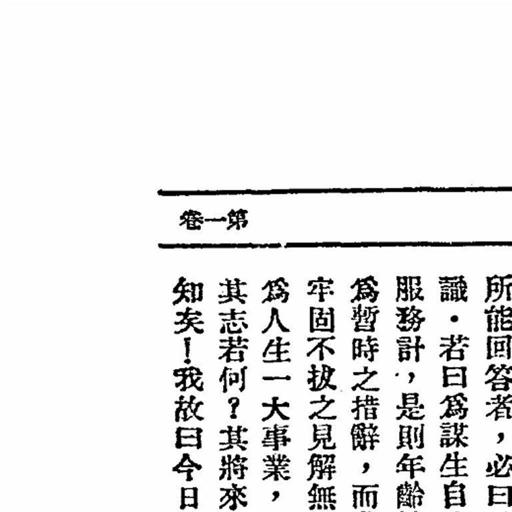 第一卷
所能回答者，必曰
識．若曰爲謀生自
服務計，是則年齡
爲暫時之措辭，而
牢固不拔之見解無
爲人生一大事業，
其志若何？其將來
知矣！我故曰今日